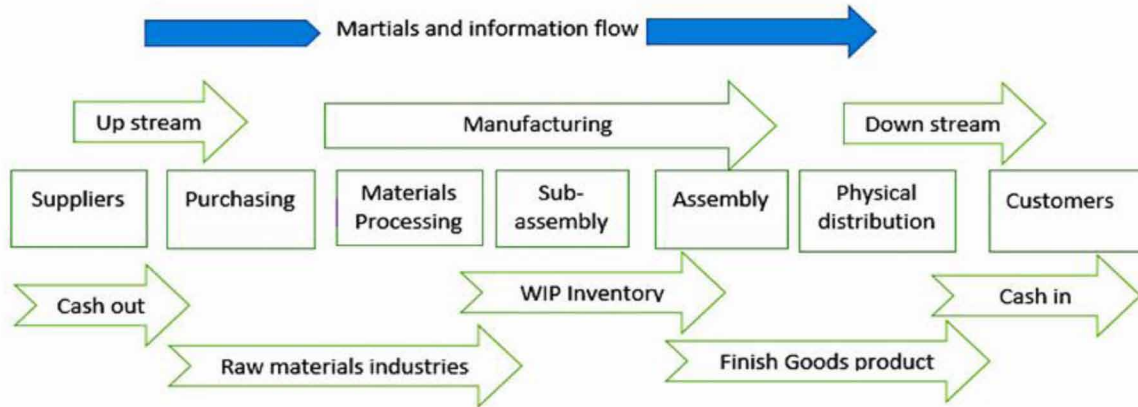 Martials and information flow
Up stream
Manufacturing
Down stream
Suppliers
Purchasing
Materials
Processing
Sub-
assembly
Assembly
Physical
distribution
Customers
Cash out
WIP Inventory
Cash in
Raw materials industries
Finish Goods product